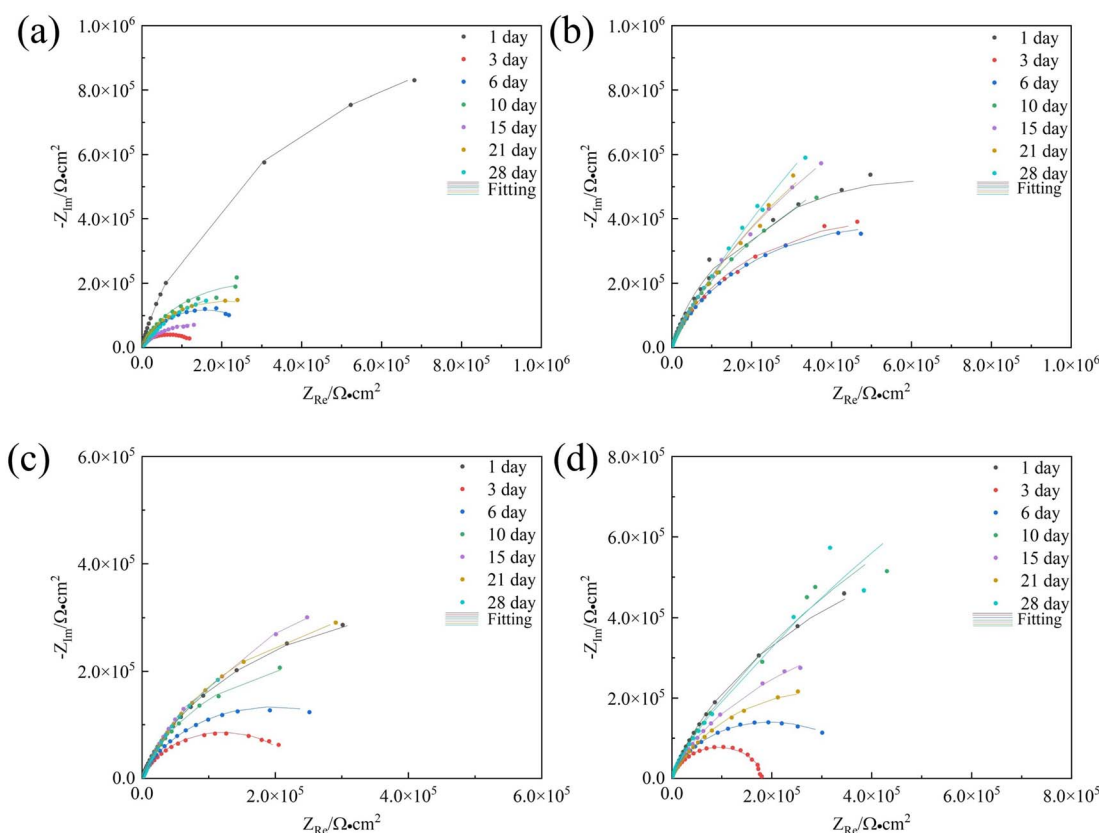 (a)
1.0×10⁶
8.0×10⁵
6.0×10⁵
4.0×10⁵
2.0×10⁵
0.0
-Z_Im/Ω•cm²
1 day
3 day
6 day
10 day
15 day
21 day
28 day
Fitting
0.0 2.0×10⁵ 4.0×10⁵ 6.0×10⁵ 8.0×10⁵ 1.0×10⁶
Z_Re/Ω•cm²
(b)
1.0×10⁶
8.0×10⁵
6.0×10⁵
4.0×10⁵
2.0×10⁵
0.0
-Z_Im/Ω•cm²
1 day
3 day
6 day
10 day
15 day
21 day
28 day
Fitting
0.0 2.0×10⁵ 4.0×10⁵ 6.0×10⁵ 8.0×10⁵ 1.0×10⁶
Z_Re/Ω•cm²
(c)
6.0×10⁵
4.0×10⁵
2.0×10⁵
0.0
-Z_Im/Ω•cm²
1 day
3 day
6 day
10 day
15 day
21 day
28 day
Fitting
0.0 2.0×10⁵ 4.0×10⁵ 6.0×10⁵
Z_Re/Ω•cm²
(d)
8.0×10⁵
6.0×10⁵
4.0×10⁵
2.0×10⁵
0.0
-Z_Im/Ω•cm²
1 day
3 day
6 day
10 day
15 day
21 day
28 day
Fitting
0.0 2.0×10⁵ 4.0×10⁵ 6.0×10⁵ 8.0×10⁵
Z_Re/Ω•cm²